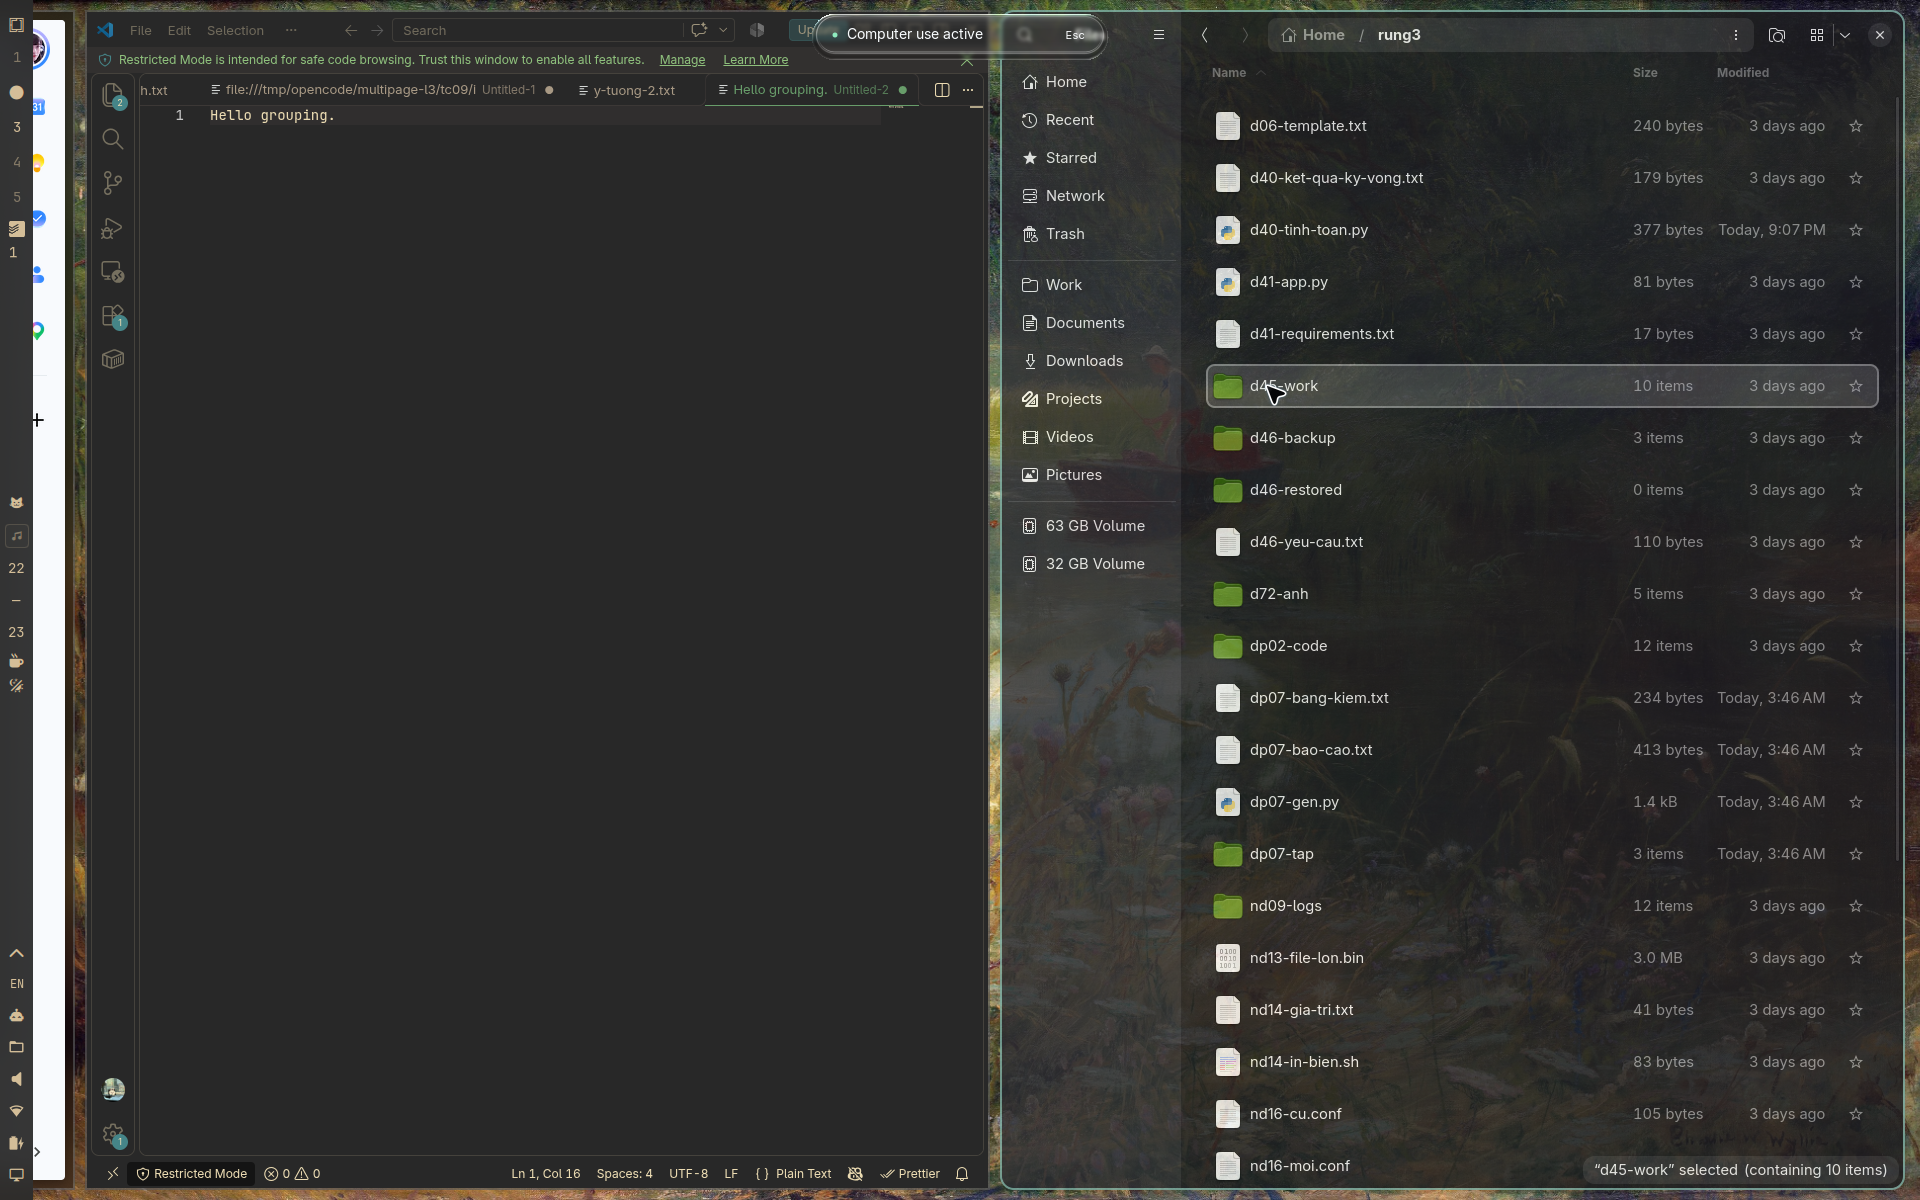 1
3
4
5
1
22
23
EN
31
File Edit Selection ··· Search
Computer use active Esc
Restricted Mode is intended for safe code browsing. Trust this window to enable all features. Manage Learn More
h.txt file:///tmp/opencode/multipage-l3/tc09/i Untitled-1 y-tuong-2.txt Hello grouping. Untitled-2 ···
2
1
1
1 Hello grouping.
Restricted Mode 0 0 Ln 1, Col 16 Spaces: 4 UTF-8 LF { } Plain Text Prettier
Home / rung3
Home
Recent
Starred
Network
Trash
Work
Documents
Downloads
Projects
Videos
Pictures
63 GB Volume
32 GB Volume
Name Size Modified
d06-template.txt 240 bytes 3 days ago
d40-ket-qua-ky-vong.txt 179 bytes 3 days ago
d40-tinh-toan.py 377 bytes Today, 9:07 PM
d41-app.py 81 bytes 3 days ago
d41-requirements.txt 17 bytes 3 days ago
d45-work 10 items 3 days ago
d46-backup 3 items 3 days ago
d46-restored 0 items 3 days ago
d46-yeu-cau.txt 110 bytes 3 days ago
d72-anh 5 items 3 days ago
dp02-code 12 items 3 days ago
dp07-bang-kiem.txt 234 bytes Today, 3:46 AM
dp07-bao-cao.txt 413 bytes Today, 3:46 AM
dp07-gen.py 1.4 kB Today, 3:46 AM
dp07-tap 3 items Today, 3:46 AM
nd09-logs 12 items 3 days ago
nd13-file-lon.bin 3.0 MB 3 days ago
nd14-gia-tri.txt 41 bytes 3 days ago
nd14-in-bien.sh 83 bytes 3 days ago
nd16-cu.conf 105 bytes 3 days ago
nd16-moi.conf
“d45-work” selected (containing 10 items)